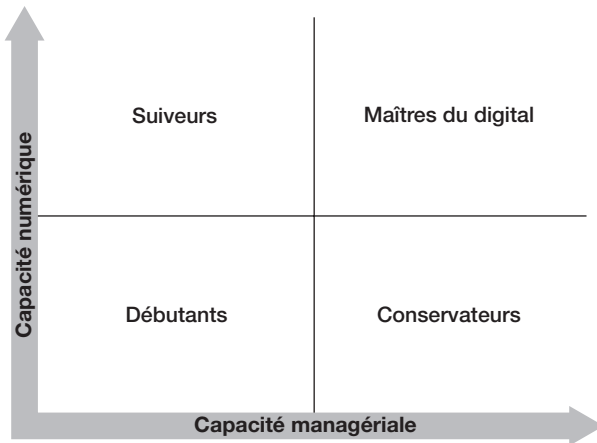 Capacité numérique
Suiveurs
Maîtres du digital
Débutants
Conservateurs
Capacité managériale